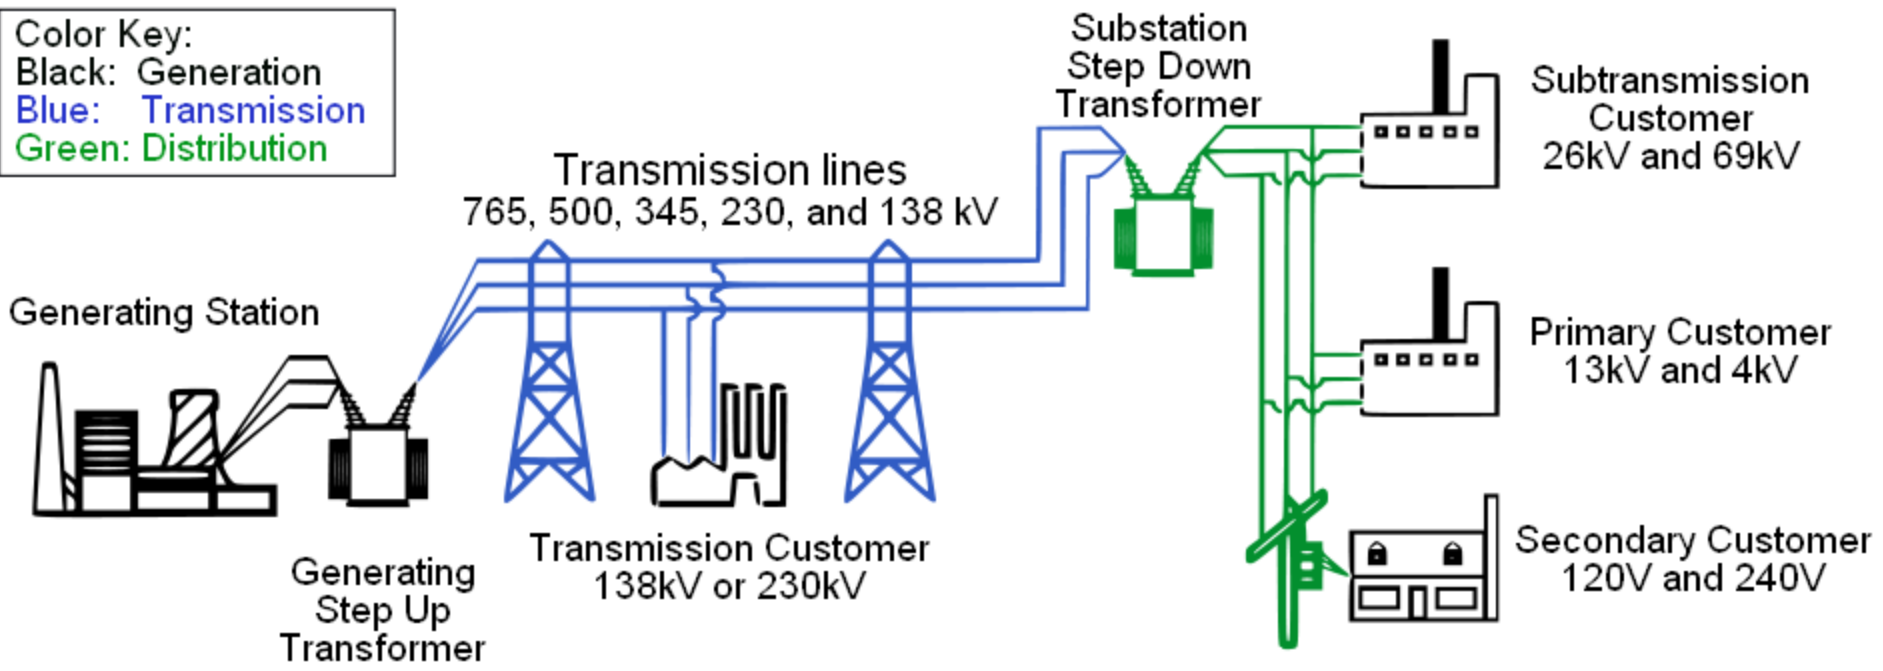 Color Key:
Black: Generation
Blue: Transmission
Green: Distribution
Substation
Step Down
Transformer
Subtransmission
Customer
26kV and 69kV
Transmission lines
765, 500, 345, 230, and 138 kV
Generating Station
Primary Customer
13kV and 4kV
Transmission Customer
138kV or 230kV
Generating
Step Up
Transformer
Secondary Customer
120V and 240V